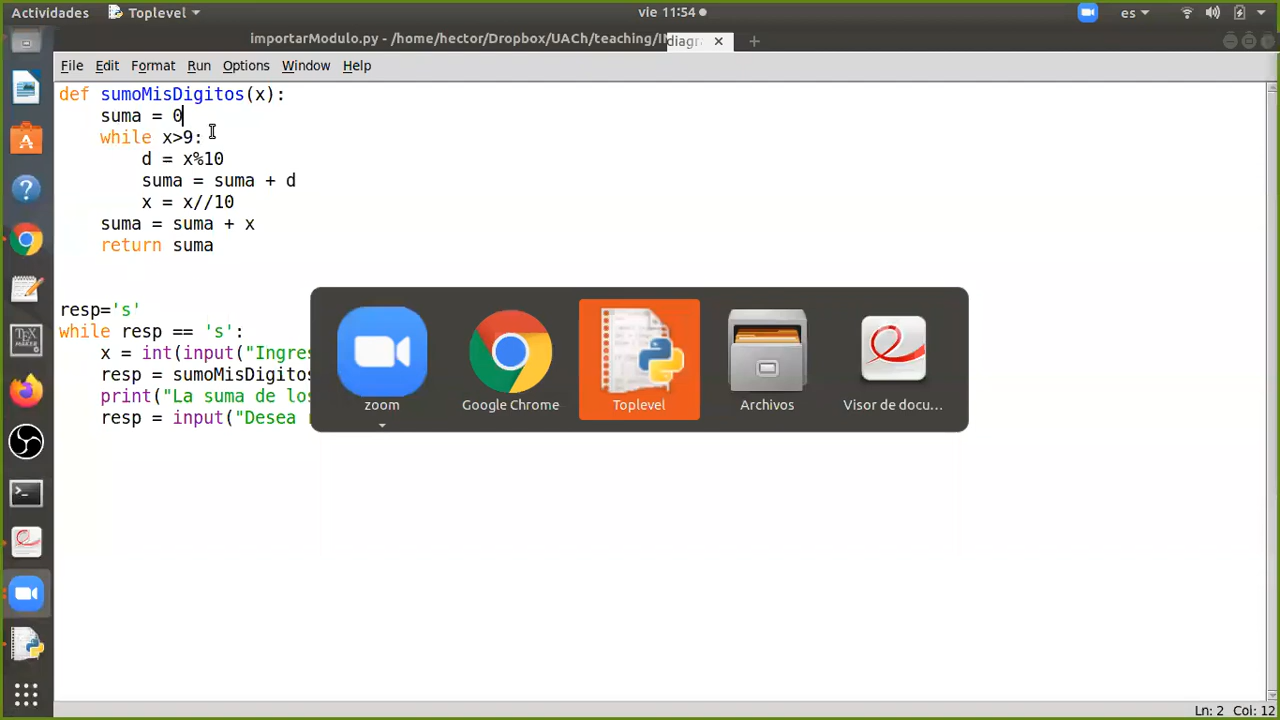 Actividades Toplevel vie 11:54 es
importarModulo.py - /home/hector/Dropbox/UACh/teaching/
File Edit Format Run Options Window Help
def sumoMisDigitos(x):
suma = 0
while x>9:
d = x%10
suma = suma + d
x = x//10
suma = suma + x
return suma
resp='s'
while resp == 's':
x = int(input("Ingre
resp = sumoMisDigitos
print("La suma de lo
resp = input("Desea
zoom Google Chrome Toplevel Archivos Visor de docu...
Ln: 2 Col: 12